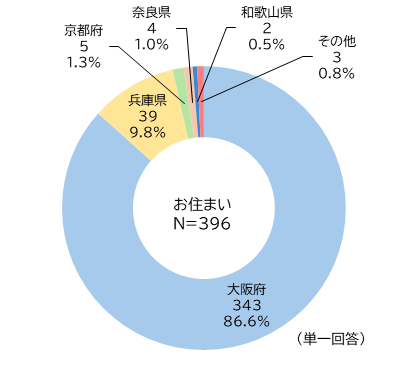 奈良県
4
1.0%
和歌山県
2
0.5%
京都府
5
1.3%
その他
3
0.8%
兵庫県
39
9.8%
お住まい
N=396
大阪府
343
86.6%
（単一回答）